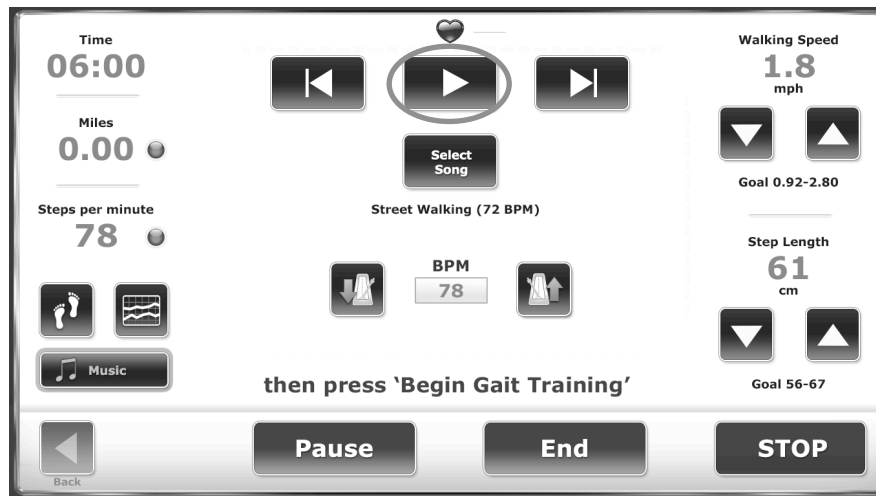 Time
06:00
Miles
0.00
Steps per minute
78
Music
Select
Song
Street Walking (72 BPM)
BPM
78
then press ‘Begin Gait Training’
Walking Speed
1.8
mph
Goal 0.92-2.80
Step Length
61
cm
Goal 56-67
Back
Pause
End
STOP